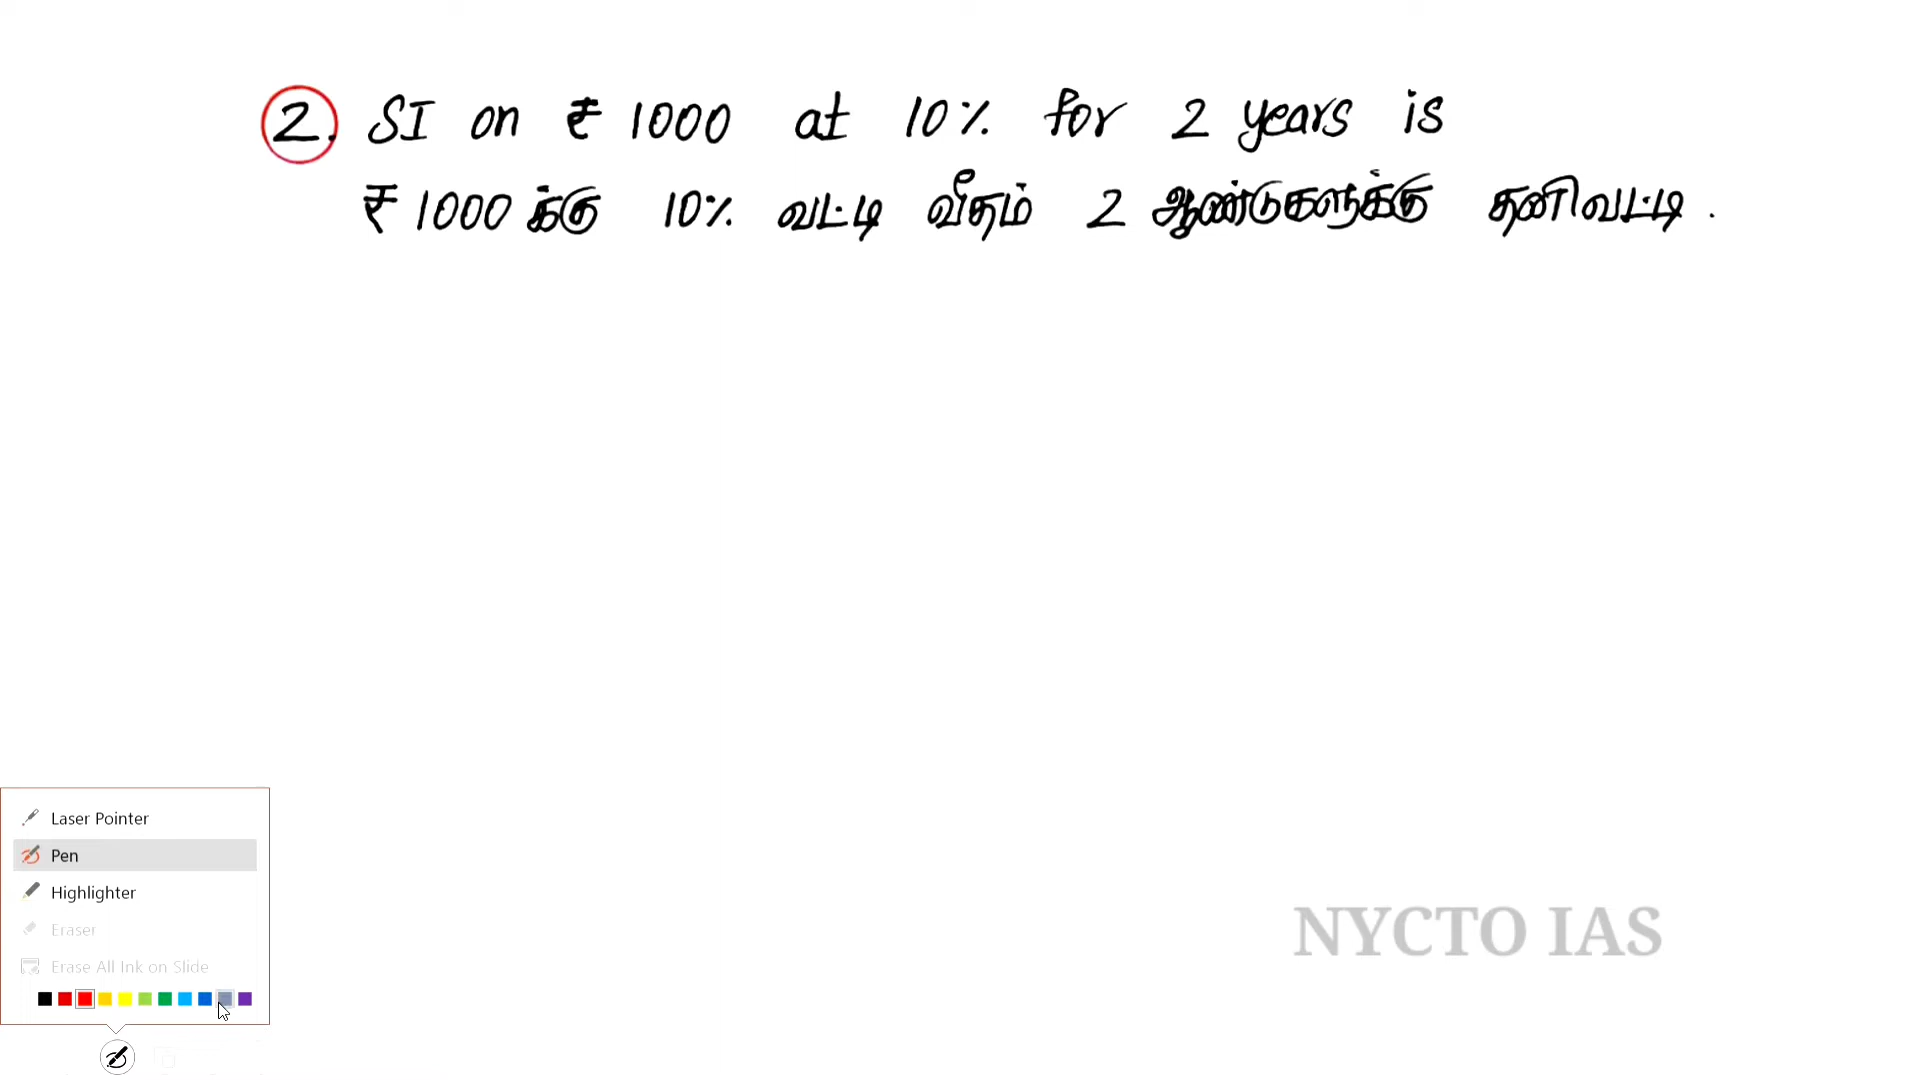 2. SI on ₹ 1000 at 10% for 2 years is
₹ 1000 க்கு 10% வட்டி வீதம் 2 ஆண்டுகளுக்கு தனிவட்டி .
Laser Pointer
Pen
Highlighter
Eraser
Erase All Ink on Slide
NYCTO IAS